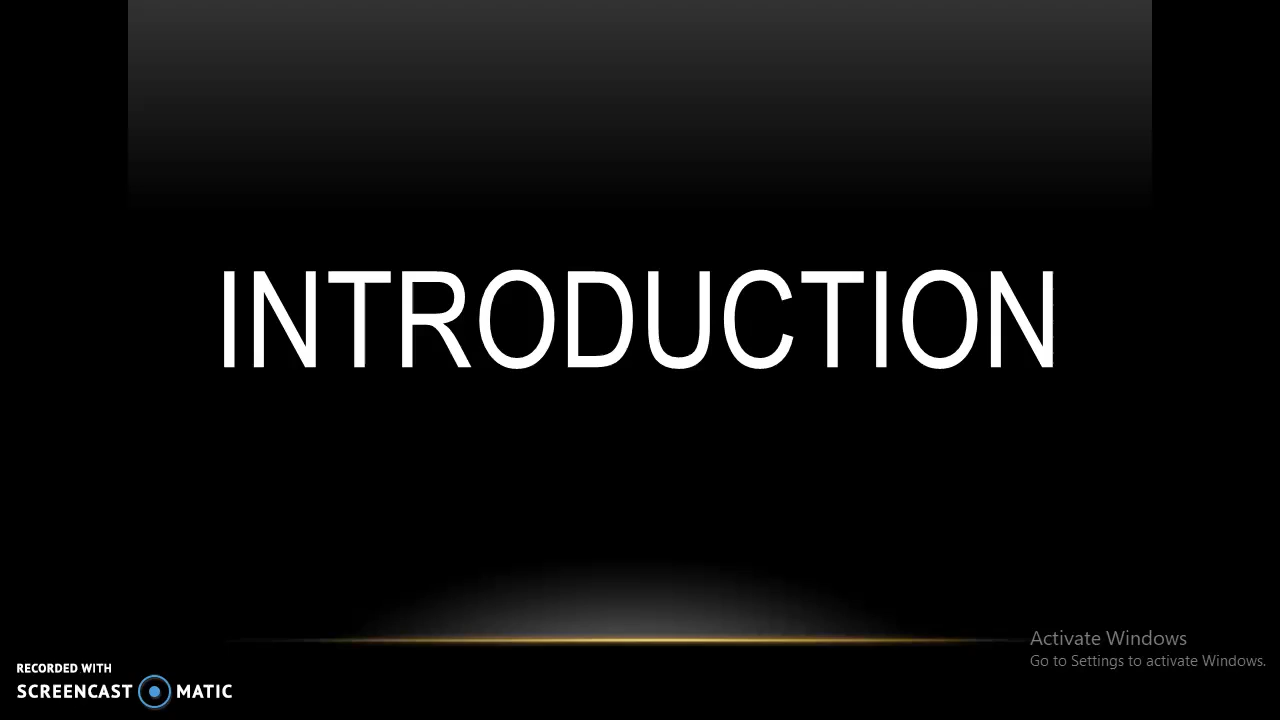 INTRODUCTION
Activate Windows
Go to Settings to activate Windows.
RECORDED WITH
SCREENCAST MATIC